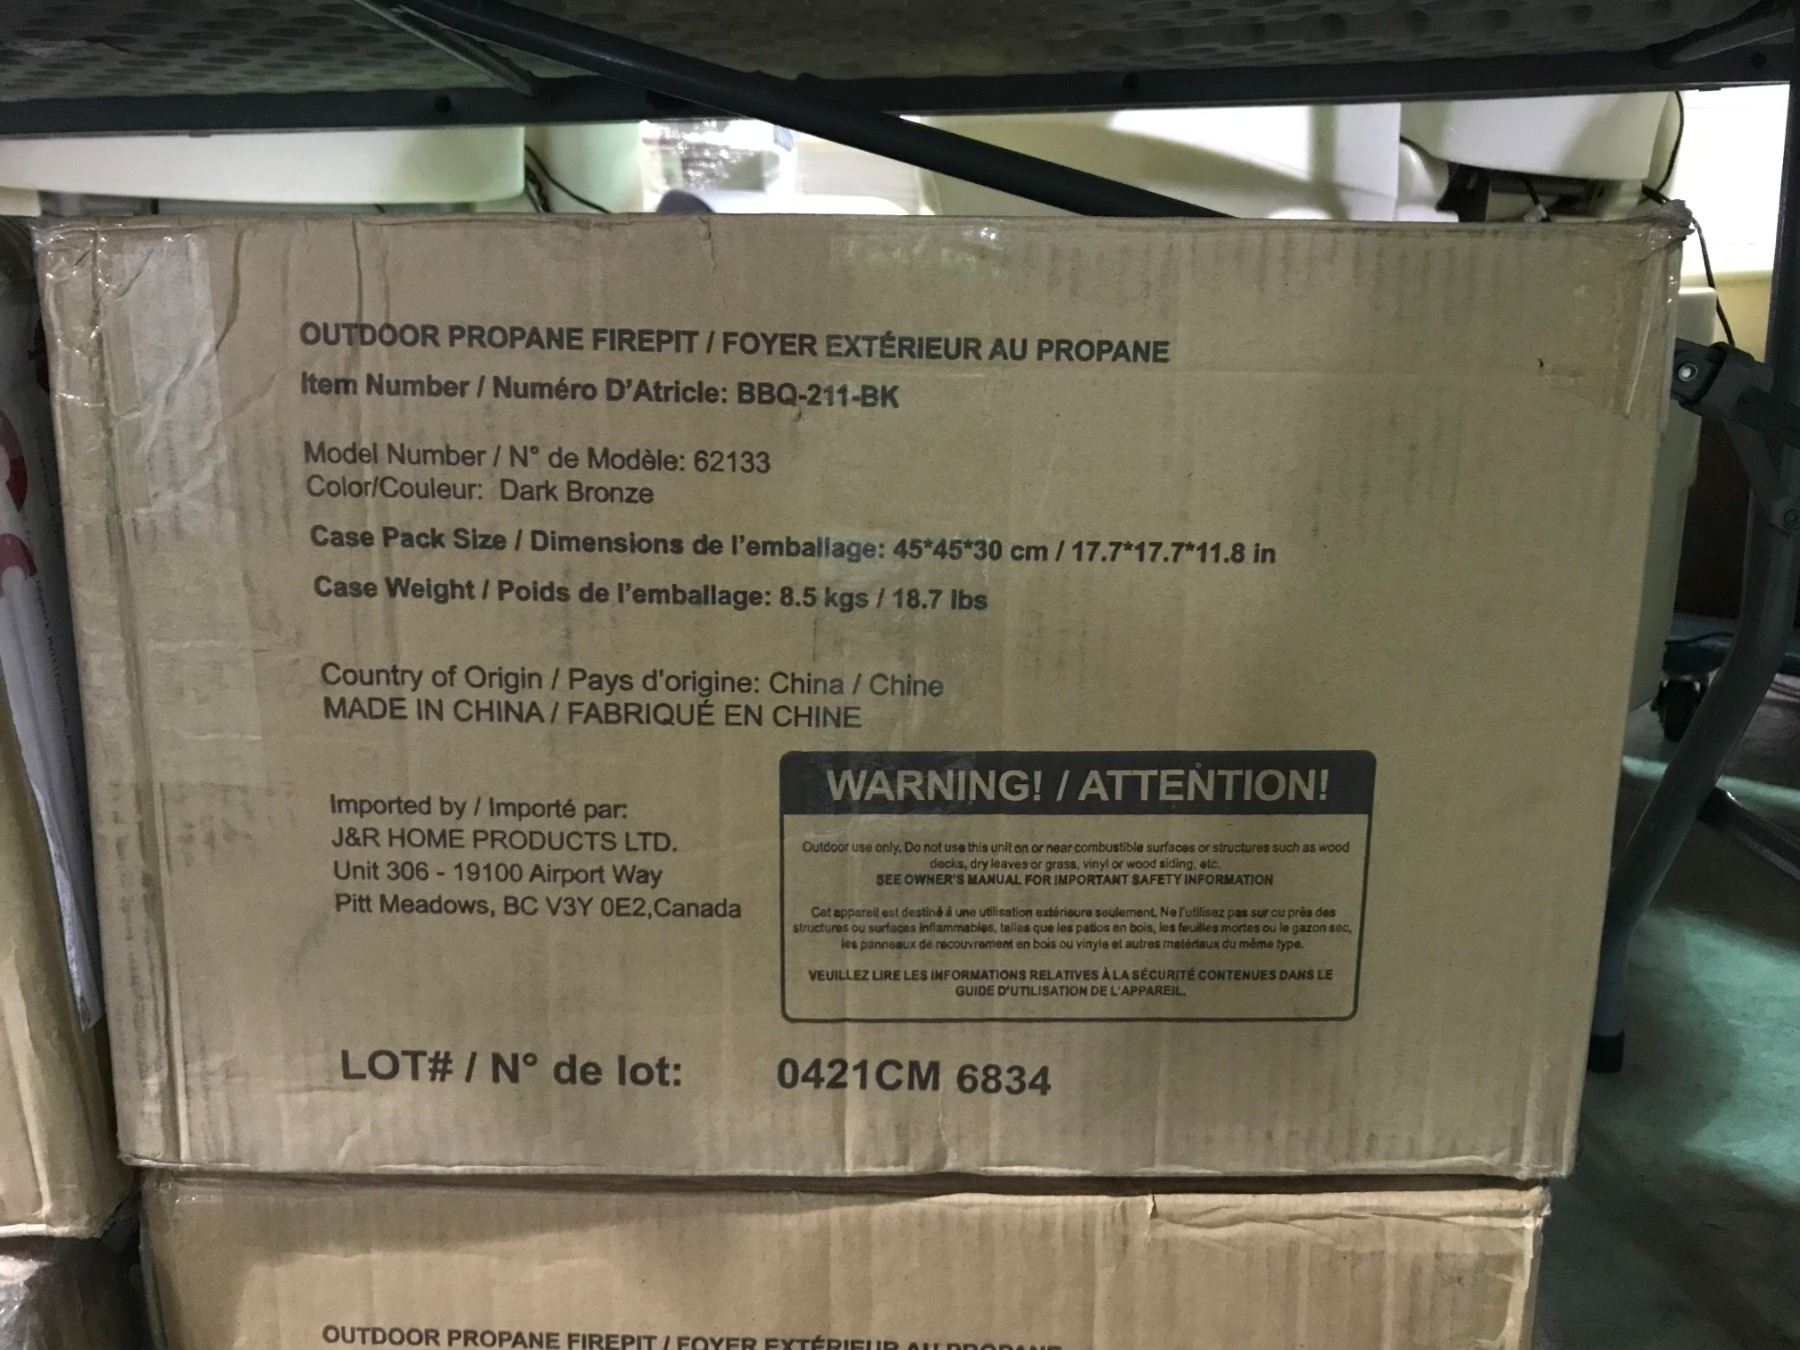 OUTDOOR PROPANE FIREPIT / FOYER EXTÉRIEUR AU PROPANE
Item Number / Numéro D'Atricle: BBQ-211-BK
Model Number / N° de Modèle: 62133
Color/Couleur: Dark Bronze
Case Pack Size / Dimensions de l'emballage: 45*45*30 cm / 17.7*17.7*11.8 in
Case Weight / Poids de l'emballage: 8.5 kgs / 18.7 lbs
Country of Origin / Pays d'origine: China / Chine
MADE IN CHINA / FABRIQUÉ EN CHINE
Imported by / Importé par:
J&R HOME PRODUCTS LTD.
Unit 306 - 19100 Airport Way
Pitt Meadows, BC V3Y 0E2,Canada
WARNING! / ATTENTION!
Outdoor use only. Do not use this unit on or near combustible surfaces or structures such as wood
decks, dry leaves or grass, vinyl or wood siding, etc.
SEE OWNER'S MANUAL FOR IMPORTANT SAFETY INFORMATION
Cet appareil est destiné à une utilisation extérieure seulement. Ne l'utilisez pas sur ou près des
structures ou surfaces inflammables, telles que les patios en bois, les feuilles mortes ou le gazon sec,
les panneaux de recouvrement en bois ou vinyle et autres matériaux du même type.
VEUILLEZ LIRE LES INFORMATIONS RELATIVES À LA SÉCURITÉ CONTENUES DANS LE
GUIDE D'UTILISATION DE L'APPAREIL.
LOT# / N° de lot: 0421CM 6834
OUTDOOR PROPANE FIREPIT / FOYER EXTÉRIEUR AU PROPANE